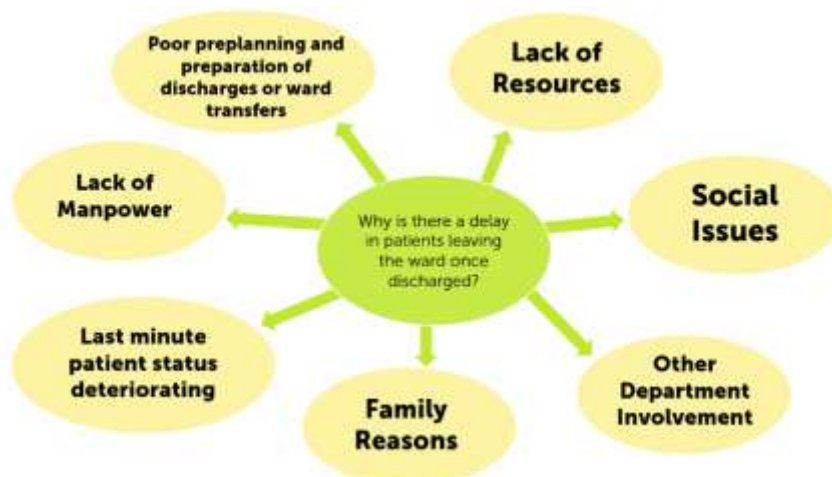 Poor preplanning and
preparation of
discharges or ward
transfers
Lack of
Resources
Lack of
Manpower
Why is there a delay
in patients leaving
the ward once
discharged?
Social
Issues
Last minute
patient status
deteriorating
Family
Reasons
Other
Department
Involvement